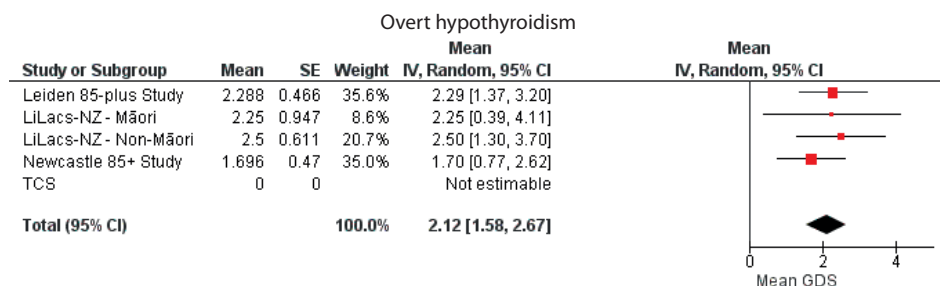 Overt hypothyroidism
Mean Mean
Study or Subgroup Mean SE Weight IV, Random, 95% CI IV, Random, 95% CI
Leiden 85-plus Study 2.288 0.466 35.6% 2.29 [1.37, 3.20]
LiLacs-NZ - Māori 2.25 0.947 8.6% 2.25 [0.39, 4.11]
LiLacs-NZ - Non-Māori 2.5 0.611 20.7% 2.50 [1.30, 3.70]
Newcastle 85+ Study 1.696 0.47 35.0% 1.70 [0.77, 2.62]
TCS 0 0 Not estimable
Total (95% CI) 100.0% 2.12 [1.58, 2.67]
0 2 4
Mean GDS